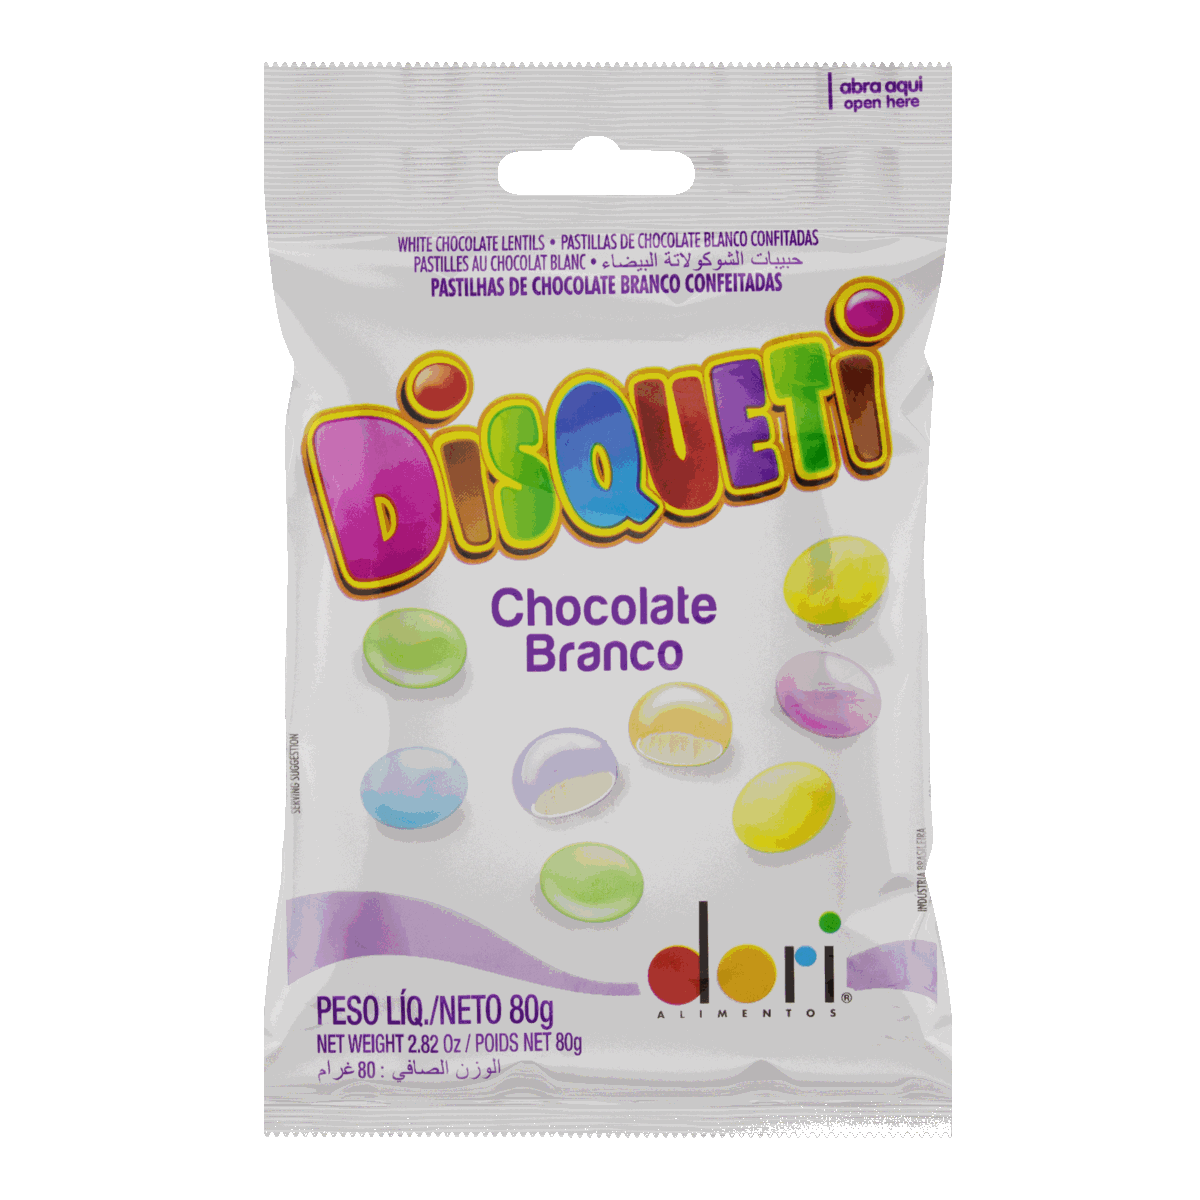 abra aqui
open here
WHITE CHOCOLATE LENTILS • PASTILLAS DE CHOCOLATE BLANCO CONFITADAS
PASTILLES AU CHOCOLAT BLANC • حبيبات الشوكولاتة البيضاء
PASTILHAS DE CHOCOLATE BRANCO CONFEITADAS
DISQUETI
Chocolate
Branco
SERVING SUGGESTION
INDÚSTRIA BRASILEIRA
dori®
ALIMENTOS
PESO LÍQ./NETO 80g
NET WEIGHT 2.82 Oz / POIDS NET 80g
الوزن الصافي : 80 غرام